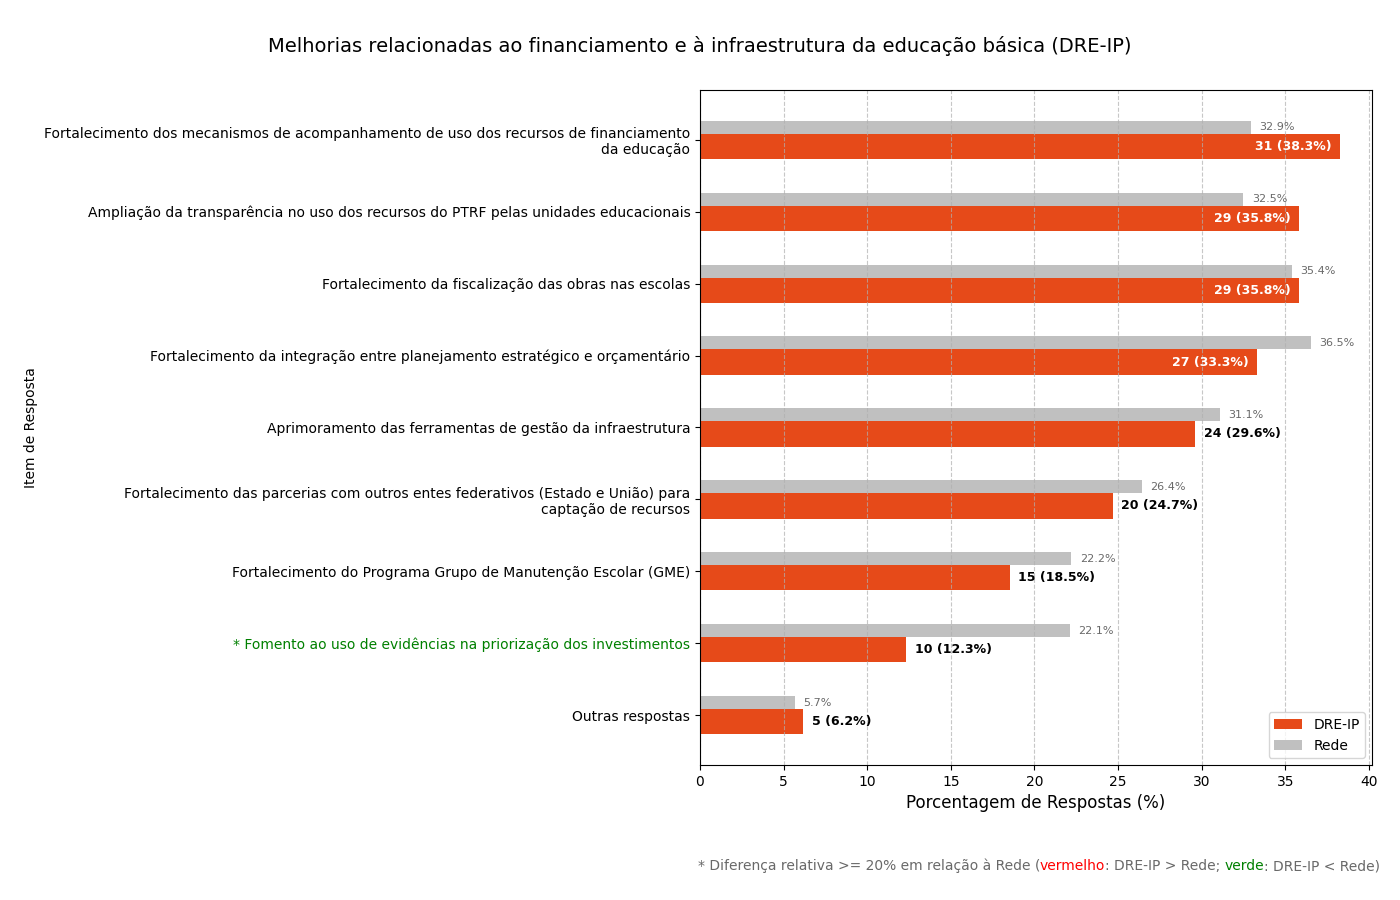 Melhorias relacionadas ao financiamento e à infraestrutura da educação básica (DRE-IP)
Item de Resposta
Fortalecimento dos mecanismos de acompanhamento de uso dos recursos de financiamento
da educação
32.9%
31 (38.3%)
Ampliação da transparência no uso dos recursos do PTRF pelas unidades educacionais
32.5%
29 (35.8%)
Fortalecimento da fiscalização das obras nas escolas
35.4%
29 (35.8%)
Fortalecimento da integração entre planejamento estratégico e orçamentário
36.5%
27 (33.3%)
Aprimoramento das ferramentas de gestão da infraestrutura
31.1%
24 (29.6%)
Fortalecimento das parcerias com outros entes federativos (Estado e União) para
captação de recursos
26.4%
20 (24.7%)
Fortalecimento do Programa Grupo de Manutenção Escolar (GME)
22.2%
15 (18.5%)
* Fomento ao uso de evidências na priorização dos investimentos
22.1%
10 (12.3%)
Outras respostas
5.7%
5 (6.2%)
DRE-IP
Rede
0 5 10 15 20 25 30 35 40
Porcentagem de Respostas (%)
* Diferença relativa >= 20% em relação à Rede (vermelho: DRE-IP > Rede; verde: DRE-IP < Rede)